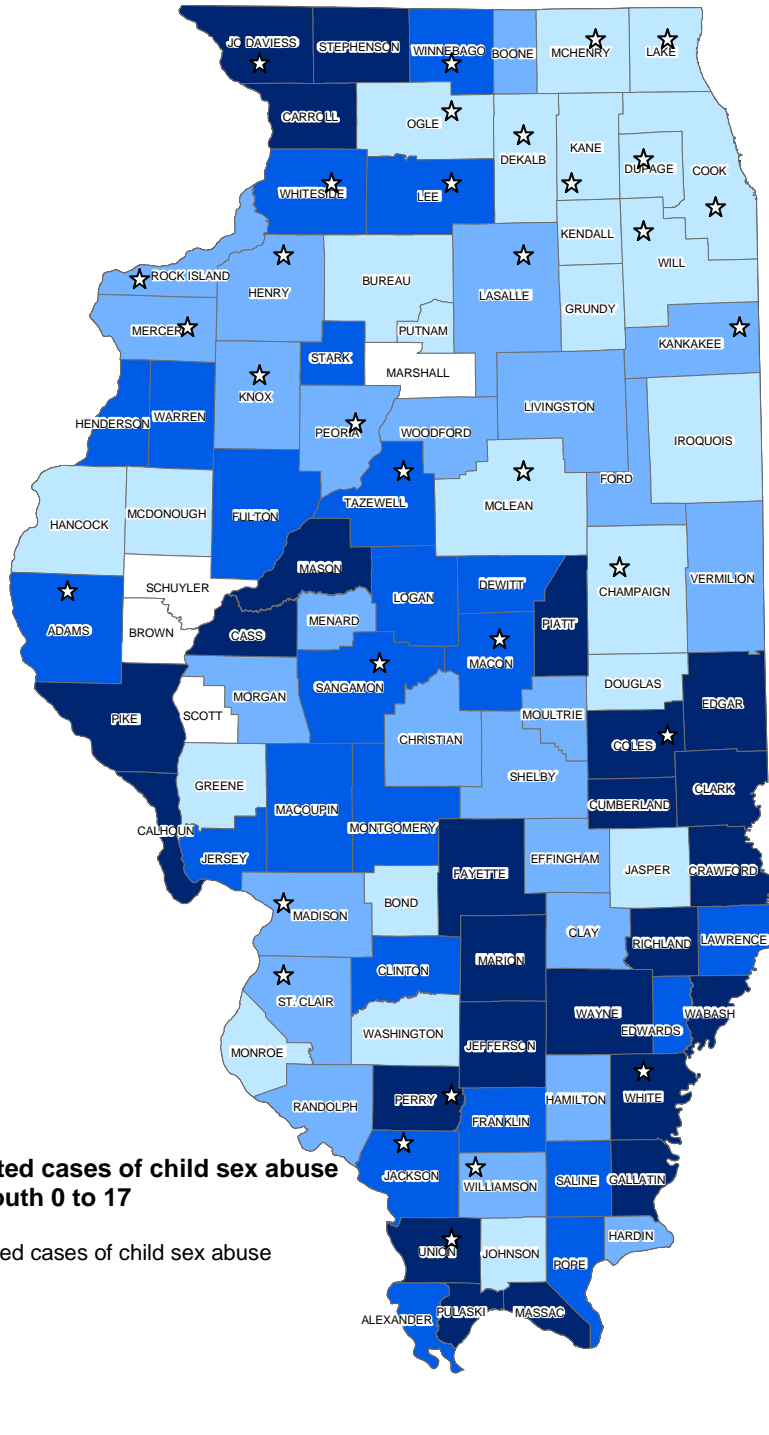 JO DAVIESS
STEPHENSON
WINNEBAGO
BOONE
MCHENRY
LAKE
CARROLL
OGLE
DEKALB
KANE
DUPAGE
COOK
WHITESIDE
LEE
KENDALL
WILL
ROCK ISLAND
HENRY
BUREAU
LASALLE
GRUNDY
MERCER
PUTNAM
KANKAKEE
STARK
MARSHALL
KNOX
HENDERSON
WARREN
PEORIA
WOODFORD
LIVINGSTON
IROQUOIS
FORD
HANCOCK
MCDONOUGH
FULTON
TAZEWELL
MCLEAN
MASON
SCHUYLER
LOGAN
DEWITT
CHAMPAIGN
VERMILION
ADAMS
BROWN
CASS
MENARD
PIATT
MACON
SANGAMON
DOUGLAS
PIKE
SCOTT
MORGAN
MOULTRIE
EDGAR
CHRISTIAN
COLES
SHELBY
GREENE
MACOUPIN
CUMBERLAND
CLARK
CALHOUN
MONTGOMERY
JERSEY
EFFINGHAM
FAYETTE
JASPER
CRAWFORD
BOND
MADISON
CLAY
RICHLAND
LAWRENCE
MARION
CLINTON
ST. CLAIR
WAYNE
EDWARDS
WABASH
WASHINGTON
JEFFERSON
MONROE
RANDOLPH
PERRY
HAMILTON
WHITE
FRANKLIN
ted cases of child sex abuse
outh 0 to 17
JACKSON
WILLIAMSON
SALINE
GALLATIN
HARDIN
ed cases of child sex abuse
UNION
JOHNSON
POPE
ALEXANDER
PULASKI
MASSAC